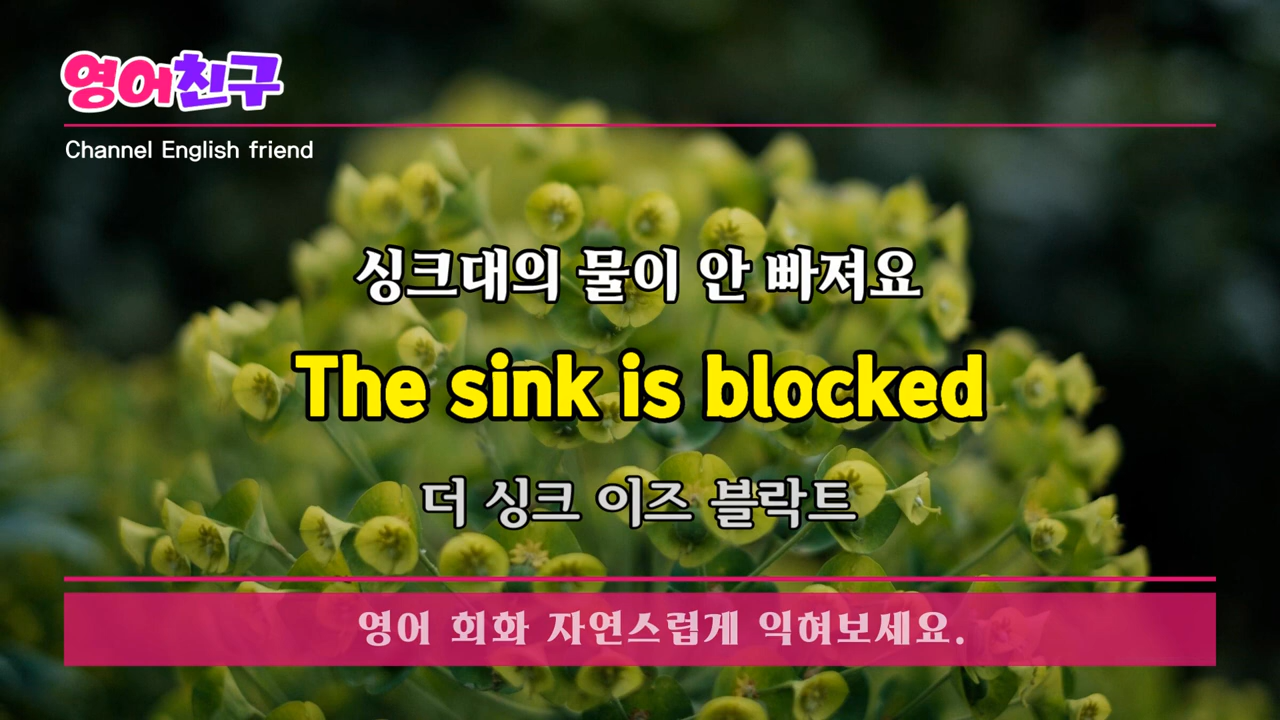 영어친구
Channel English friend
싱크대의 물이 안 빠져요
The sink is blocked
더 싱크 이즈 블락트
영어 회화 자연스럽게 익혀보세요.